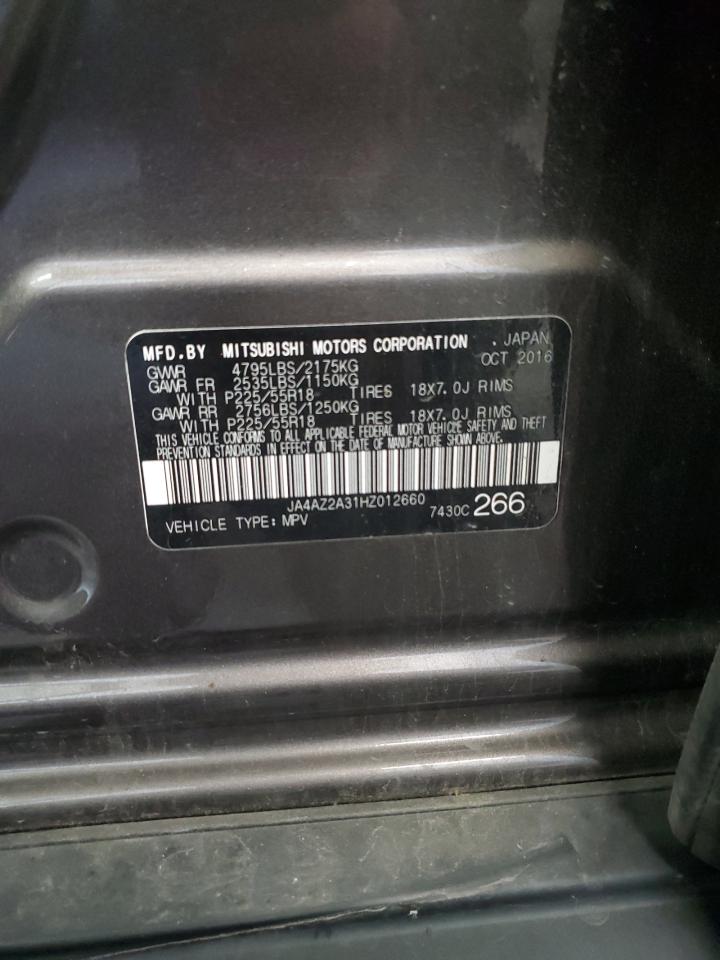 MFD.BY MITSUBISHI MOTORS CORPORATION . JAPAN
GVWR 4795LBS/2175KG OCT 2016
GAWR FR 2535LBS/1150KG
WITH P225/55R18 TIRES 18X7.0J RIMS
GAWR RR 2756LBS/1250KG
WITH P225/55R18 TIRES 18X7.0J RIMS
THIS VEHICLE CONFORMS TO ALL APPLICABLE FEDERAL MOTOR VEHICLE SAFETY AND THEFT
PREVENTION STANDARDS IN EFFECT ON THE DATE OF MANUFACTURE SHOWN ABOVE.
JA4AZ2A31HZ012660
VEHICLE TYPE: MPV 7430C 266